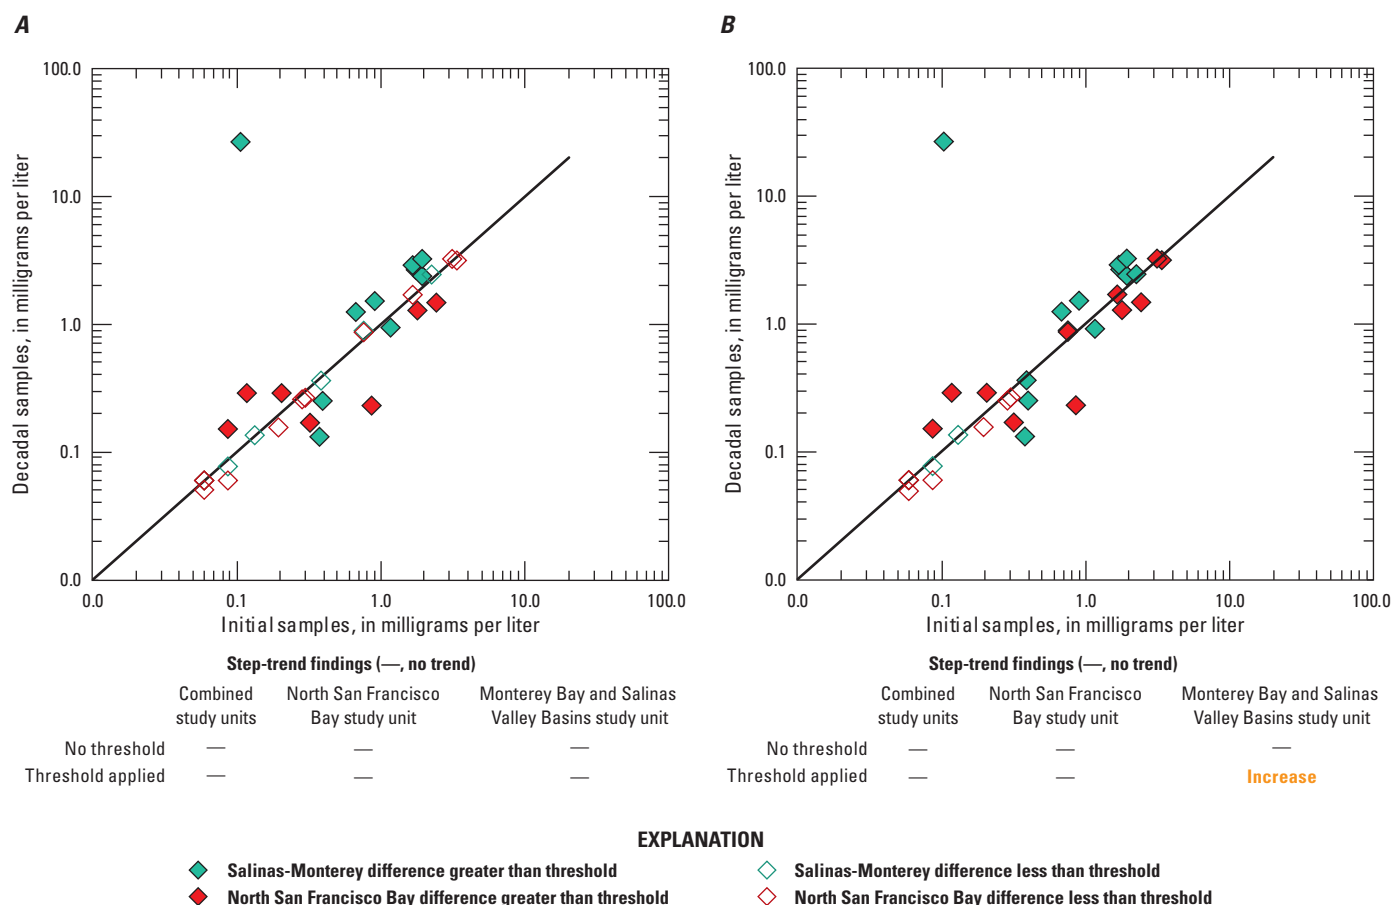 A
B
100.0
10.0
1.0
0.1
0.0
Decadal samples, in milligrams per liter
0.0
0.1
1.0
10.0
100.0
Initial samples, in milligrams per liter
100.0
10.0
1.0
0.1
0.0
Decadal samples, in milligrams per liter
0.0
0.1
1.0
10.0
100.0
Initial samples, in milligrams per liter
Step-trend findings (—, no trend)
Combined study units
North San Francisco Bay study unit
Monterey Bay and Salinas Valley Basins study unit
No threshold — — —
Threshold applied — — —
Step-trend findings (—, no trend)
Combined study units
North San Francisco Bay study unit
Monterey Bay and Salinas Valley Basins study unit
No threshold — — —
Threshold applied — — Increase
EXPLANATION
Salinas-Monterey difference greater than threshold
North San Francisco Bay difference greater than threshold
Salinas-Monterey difference less than threshold
North San Francisco Bay difference less than threshold